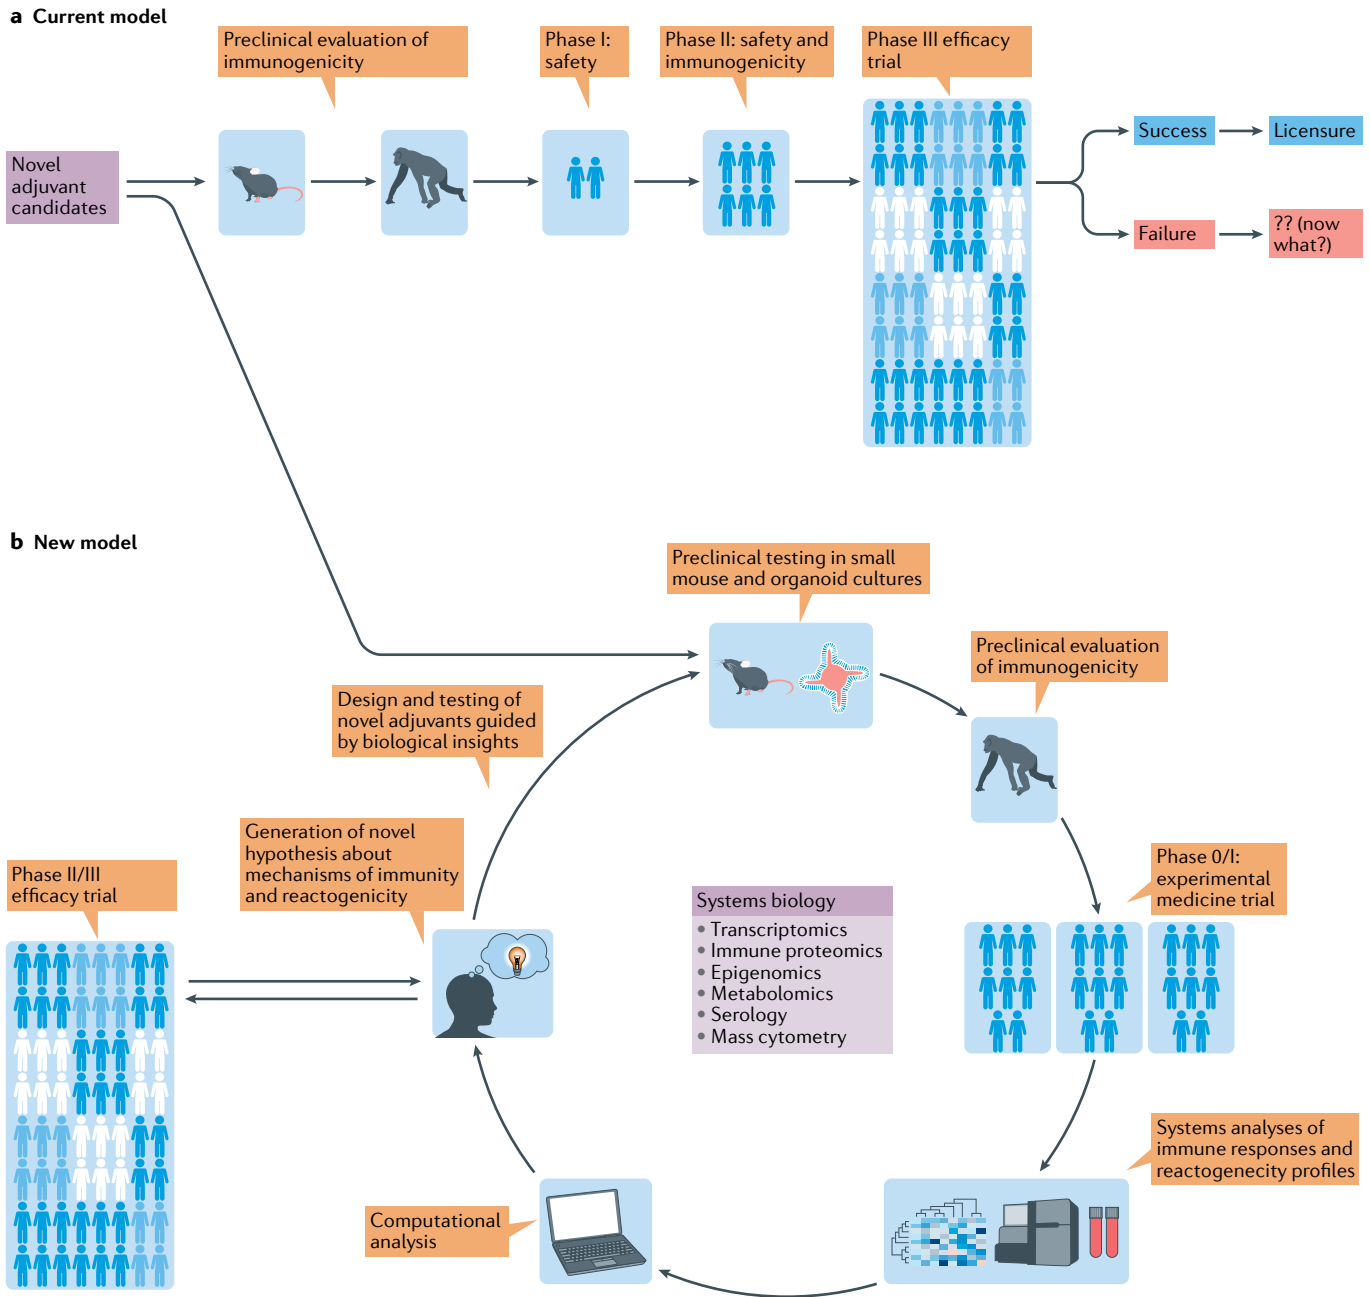 a Current model
Preclinical evaluation of
immunogenicity
Phase I:
safety
Phase II: safety and
immunogenicity
Phase III efficacy
trial
Novel
adjuvant
candidates
Success
Licensure
Failure
?? (now
what?)
b New model
Preclinical testing in small
mouse and organoid cultures
Preclinical evaluation
of immunogenicity
Design and testing of
novel adjuvants guided
by biological insights
Generation of novel
hypothesis about
mechanisms of immunity
and reactogenicity
Phase II/III
efficacy trial
Phase 0/I:
experimental
medicine trial
Systems biology
• Transcriptomics
• Immune proteomics
• Epigenomics
• Metabolomics
• Serology
• Mass cytometry
Systems analyses of
immune responses and
reactogenecity profiles
Computational
analysis